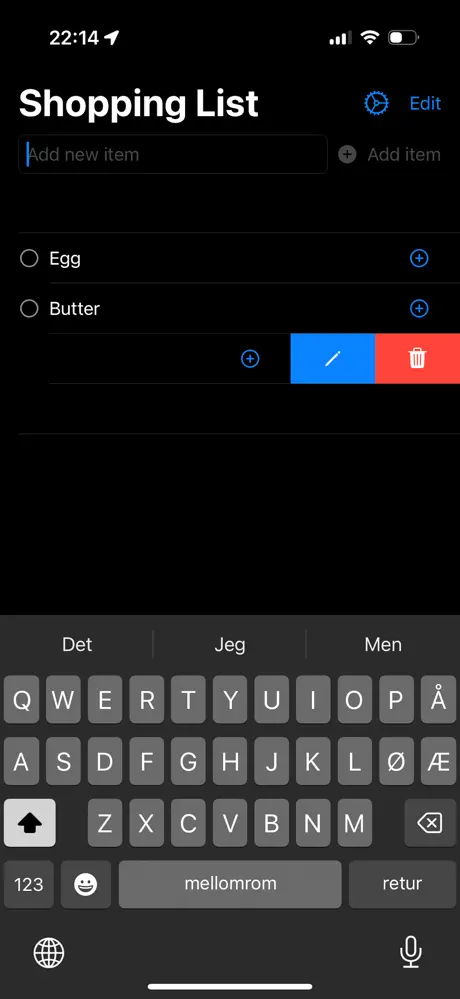 22:14
Shopping List
Edit
Add new item
Add item
Egg
Butter
Det Jeg Men
Q W E R T Y U I O P Å
A S D F G H J K L Ø Æ
Z X C V B N M
123 mellomrom retur